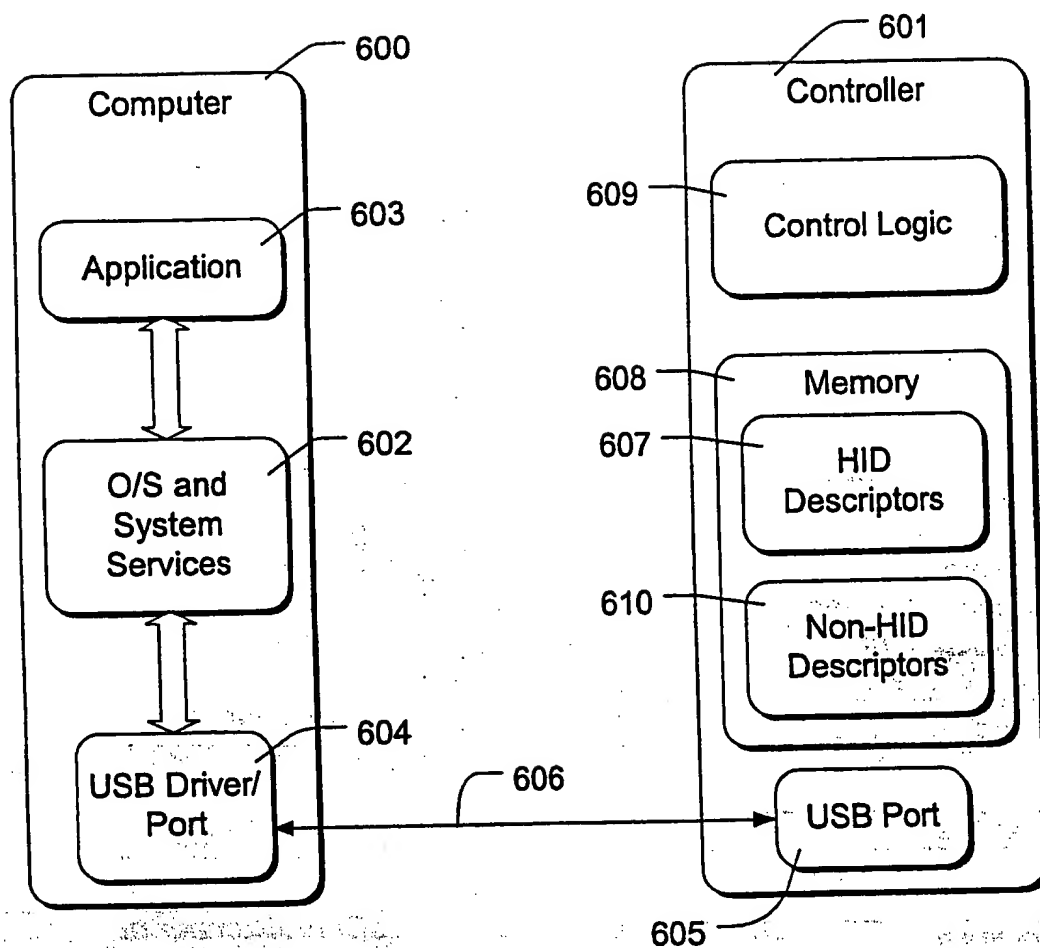 600
Computer
603
Application
602
O/S and
System
Services
604
USB Driver/
Port
606
601
Controller
609
Control Logic
608
Memory
607
HID
Descriptors
610
Non-HID
Descriptors
USB Port
605